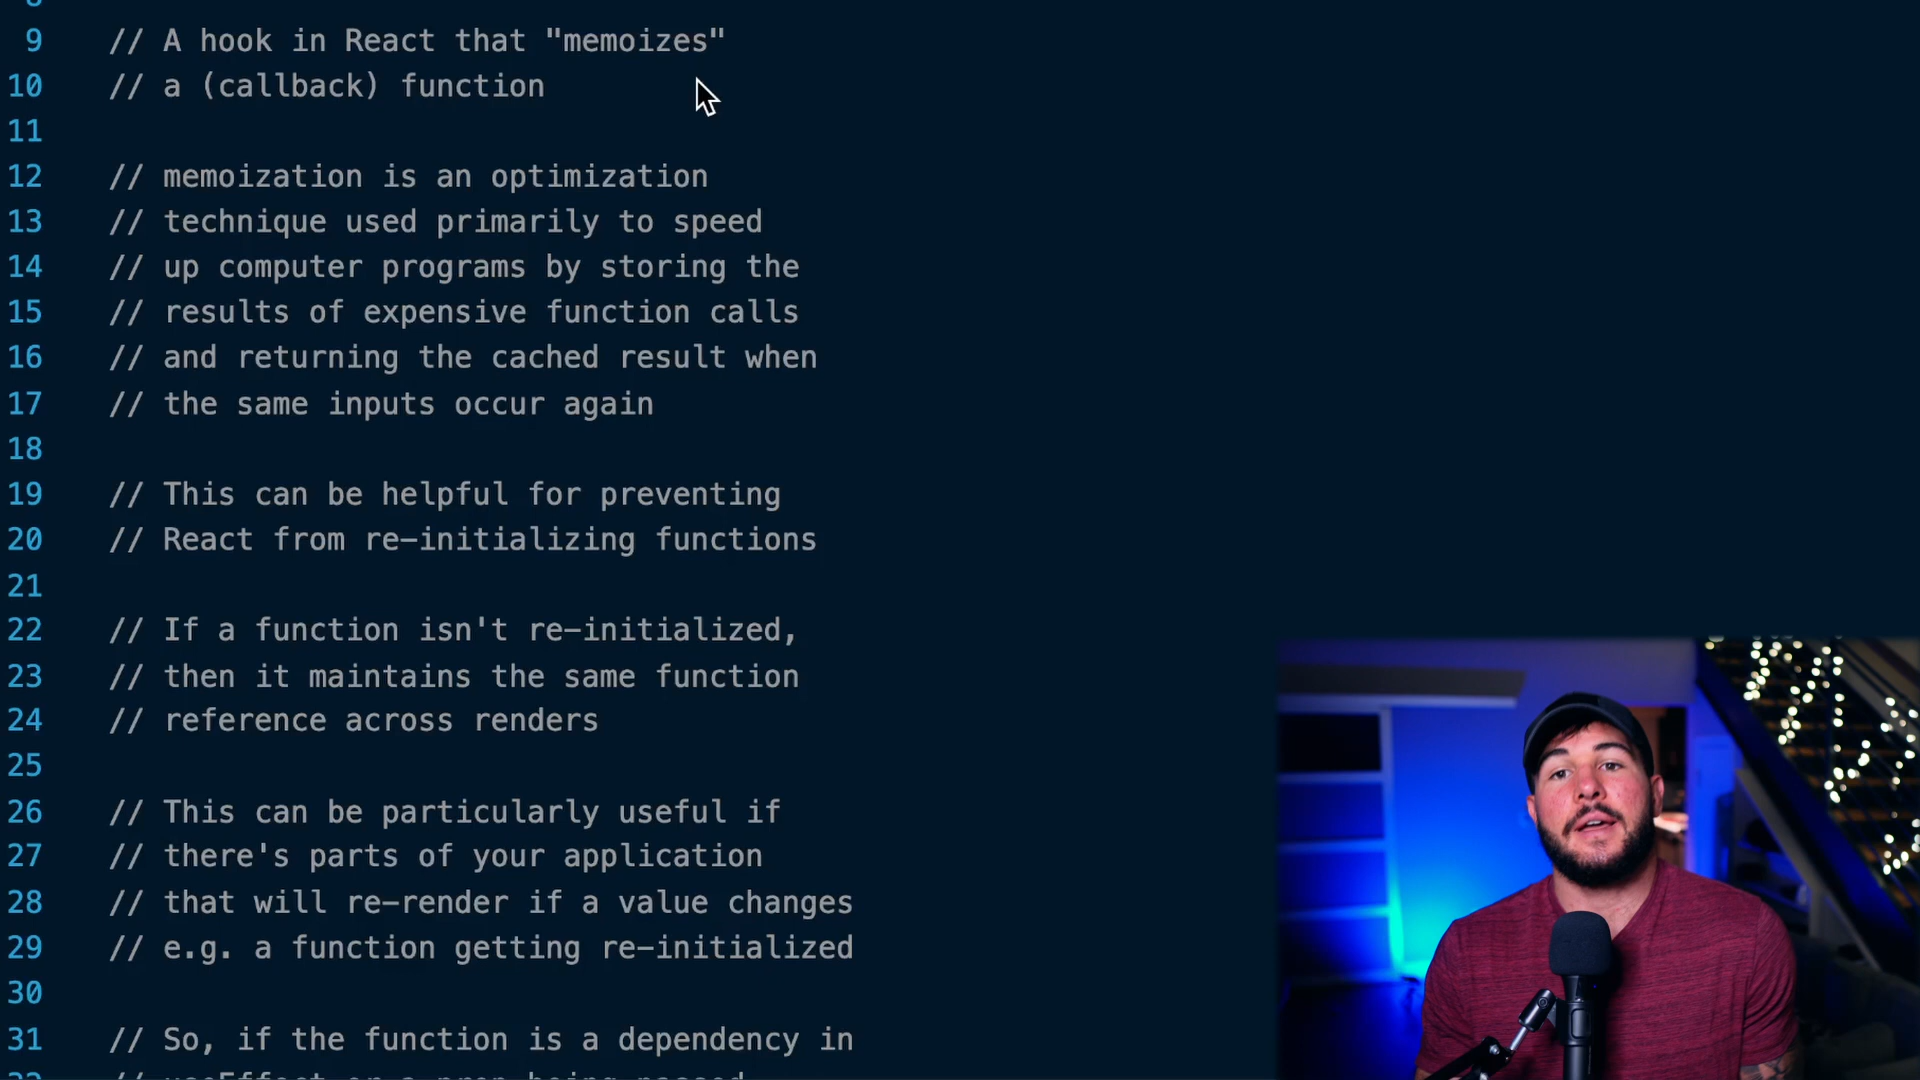 9 // A hook in React that "memoizes"
10 // a (callback) function
11
12 // memoization is an optimization
13 // technique used primarily to speed
14 // up computer programs by storing the
15 // results of expensive function calls
16 // and returning the cached result when
17 // the same inputs occur again
18
19 // This can be helpful for preventing
20 // React from re-initializing functions
21
22 // If a function isn't re-initialized,
23 // then it maintains the same function
24 // reference across renders
25
26 // This can be particularly useful if
27 // there's parts of your application
28 // that will re-render if a value changes
29 // e.g. a function getting re-initialized
30
31 // So, if the function is a dependency in